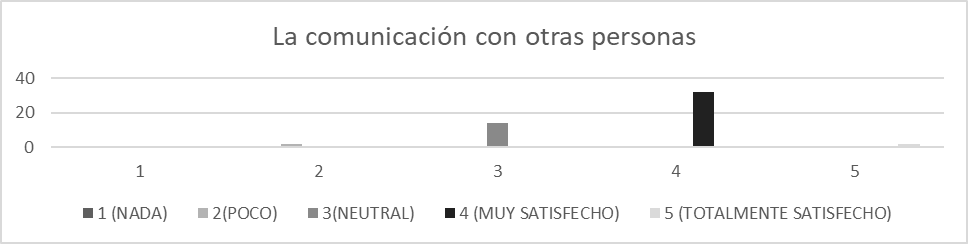 La comunicación con otras personas
40
20
0
1 2 3 4 5
1 (NADA) 2(POCO) 3(NEUTRAL) 4 (MUY SATISFECHO) 5 (TOTALMENTE SATISFECHO)